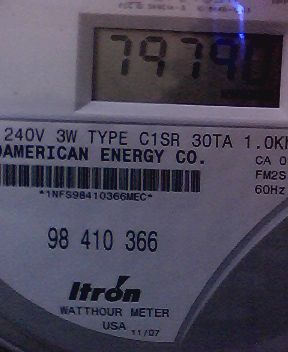 79790
240V 3W TYPE C1SR 30TA 1.0K
AMERICAN ENERGY CO.
CA 0
FM2S
*1NFS98410366MEC*
60Hz
98 410 366
Itron
WATTHOUR METER
USA 11/07